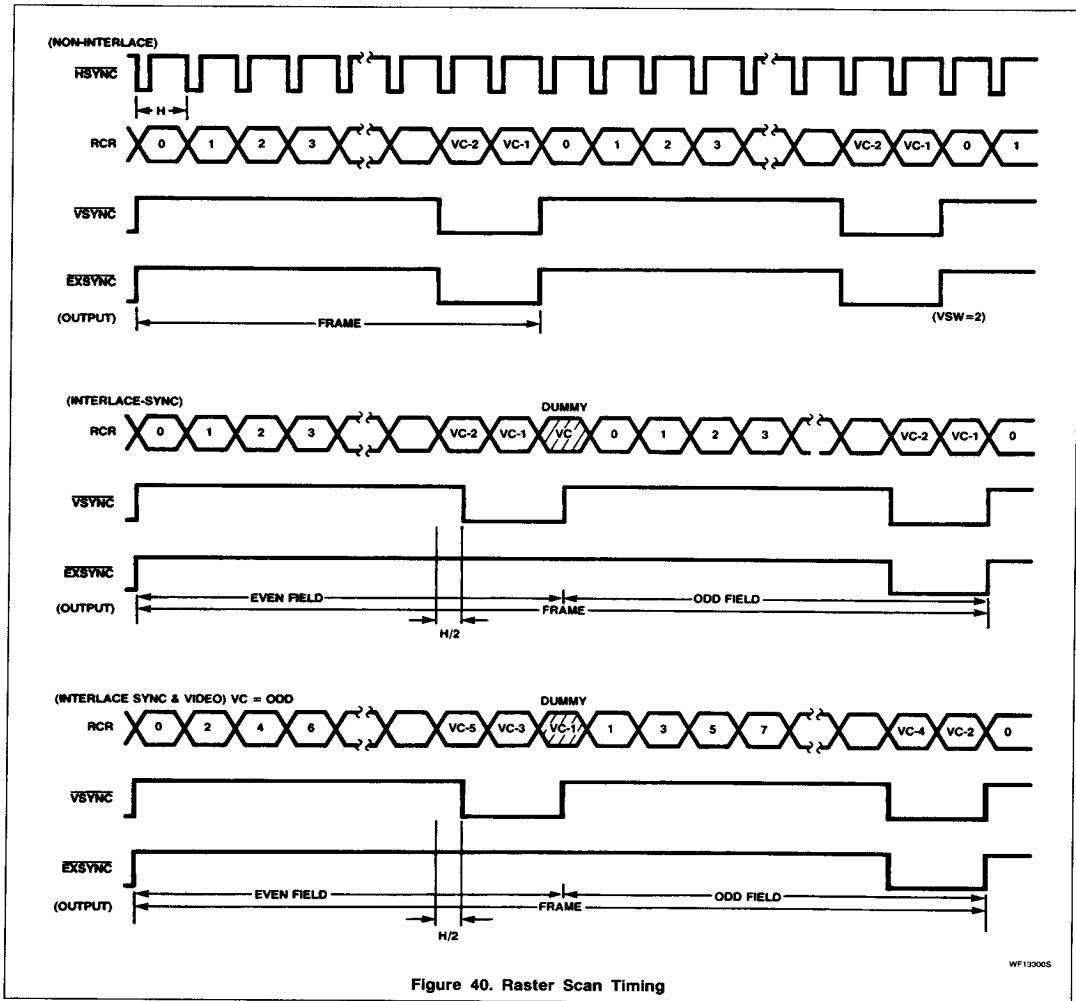 (NON-INTERLACE)
HSYNC
H
RCR 0 1 2 3 VC-2 VC-1 0 1 2 3 VC-2 VC-1 0 1
VSYNC
EXSYNC
(OUTPUT) FRAME (VSW=2)
(INTERLACE-SYNC) DUMMY
RCR 0 1 2 3 VC-2 VC-1 VC 0 1 2 3 VC-2 VC-1 0
VSYNC
EXSYNC
EVEN FIELD ODD FIELD
(OUTPUT) FRAME
H/2
(INTERLACE SYNC & VIDEO) VC = ODD DUMMY
RCR 0 2 4 6 VC-5 VC-3 VC-1 1 3 5 7 VC-4 VC-2 0
VSYNC
EXSYNC
EVEN FIELD ODD FIELD
(OUTPUT) FRAME
H/2
WF13300S
Figure 40. Raster Scan Timing